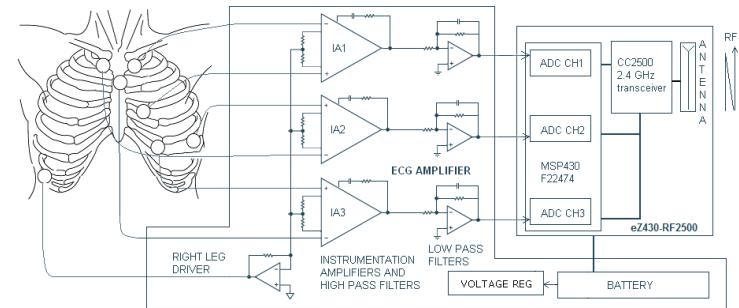 IA1
IA2
IA3
−
+
+
−
+
−
−
+
−
+
−
+
−
+
ECG AMPLIFIER
RIGHT LEG
DRIVER
INSTRUMENTATION
AMPLIFIERS AND
HIGH PASS FILTERS
LOW PASS
FILTERS
ADC CH1
ADC CH2
MSP430
F22474
ADC CH3
CC2500
2.4 GHz
transceiver
ANTENNA
RF
eZ430-RF2500
VOLTAGE REG
BATTERY